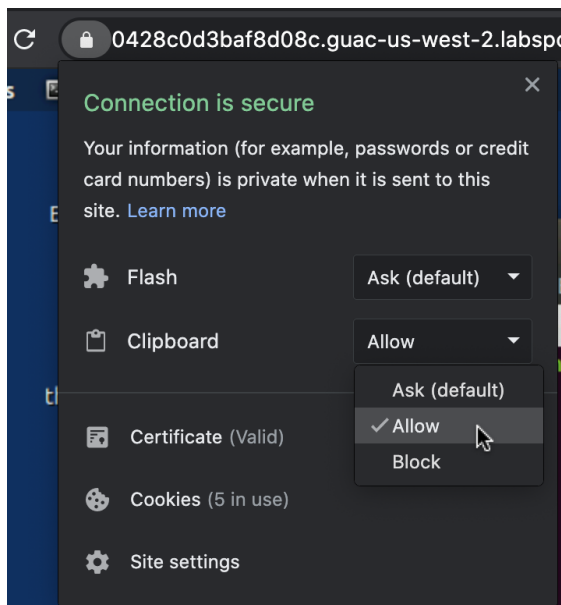 0428c0d3baf8d08c.guac-us-west-2.labspo
Connection is secure
Your information (for example, passwords or credit
card numbers) is private when it is sent to this
site. Learn more
Flash Ask (default)
Clipboard Allow
Ask (default)
Allow
Block
Certificate (Valid)
Cookies (5 in use)
Site settings